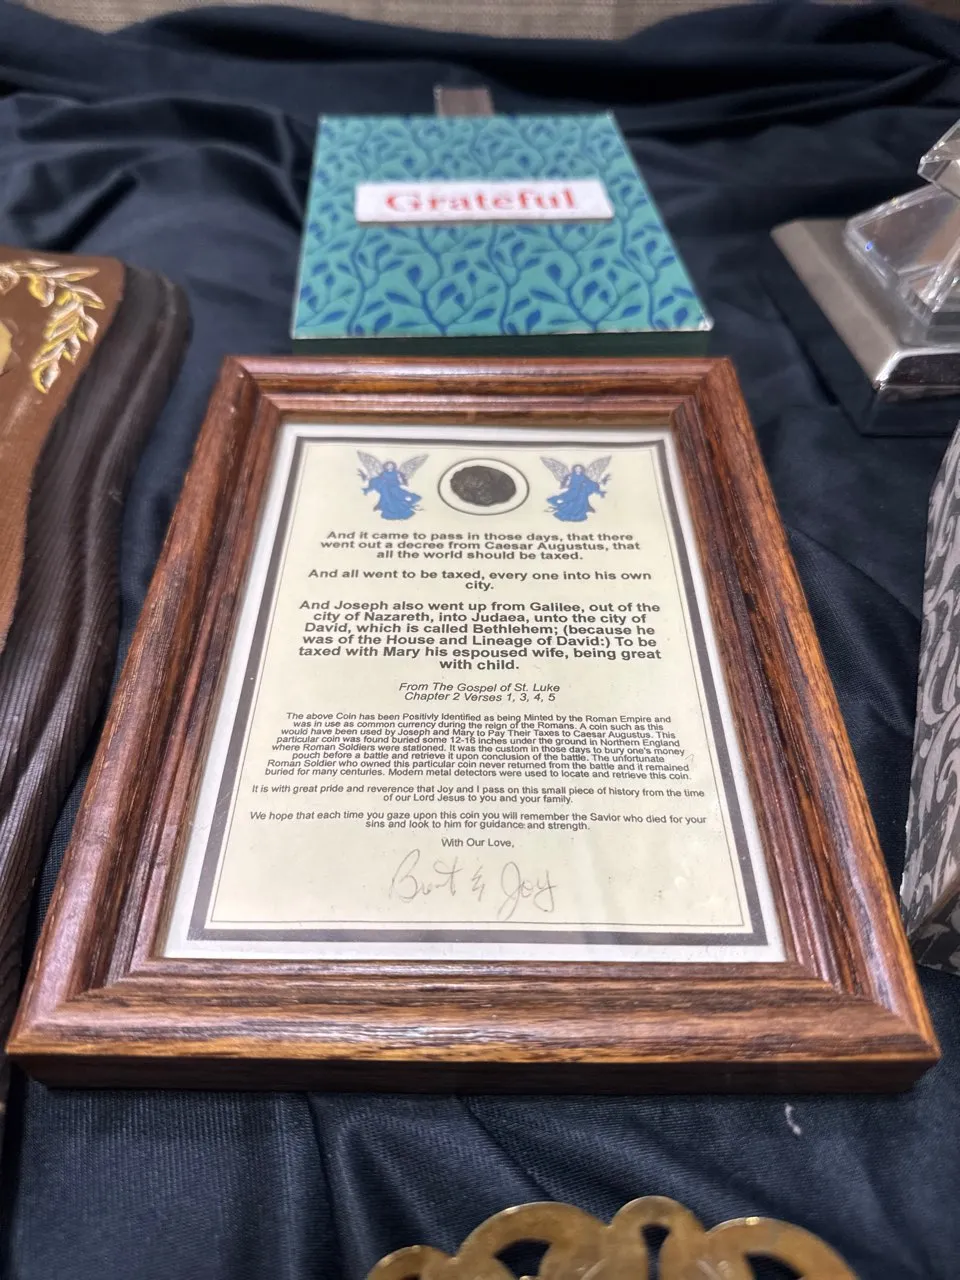 Grateful
And it came to pass in those days, that there
went out a decree from Caesar Augustus, that
all the world should be taxed.
And all went to be taxed, every one into his own
city.
And Joseph also went up from Galilee, out of the
city of Nazareth, into Judaea, unto the city of
David, which is called Bethlehem; (because he
was of the House and Lineage of David:) To be
taxed with Mary his espoused wife, being great
with child.
From The Gospel of St. Luke
Chapter 2 Verses 1, 3, 4, 5
The above Coin has been Positivly Identified as being Minted by the Roman Empire and
was in use as common currency during the reign of the Romans. A coin such as this
would have been used by Joseph and Mary to Pay Their Taxes to Caesar Augustus. This
particular coin was found buried some 12-16 inches under the ground in Northern England
where Roman Soldiers were stationed. It was the custom in those days to bury one's money
pouch before a battle and retrieve it upon conclusion of the battle. The unfortunate
Roman Soldier who owned this particular coin never returned from the battle and it remained
buried for many centuries. Modern metal detectors were used to locate and retrieve this coin.
It is with great pride and reverence that Joy and I pass on this small piece of history from the time
of our Lord Jesus to you and your family.
We hope that each time you gaze upon this coin you will remember the Savior who died for your
sins and look to him for guidance and strength.
With Our Love,
Brent & Joy